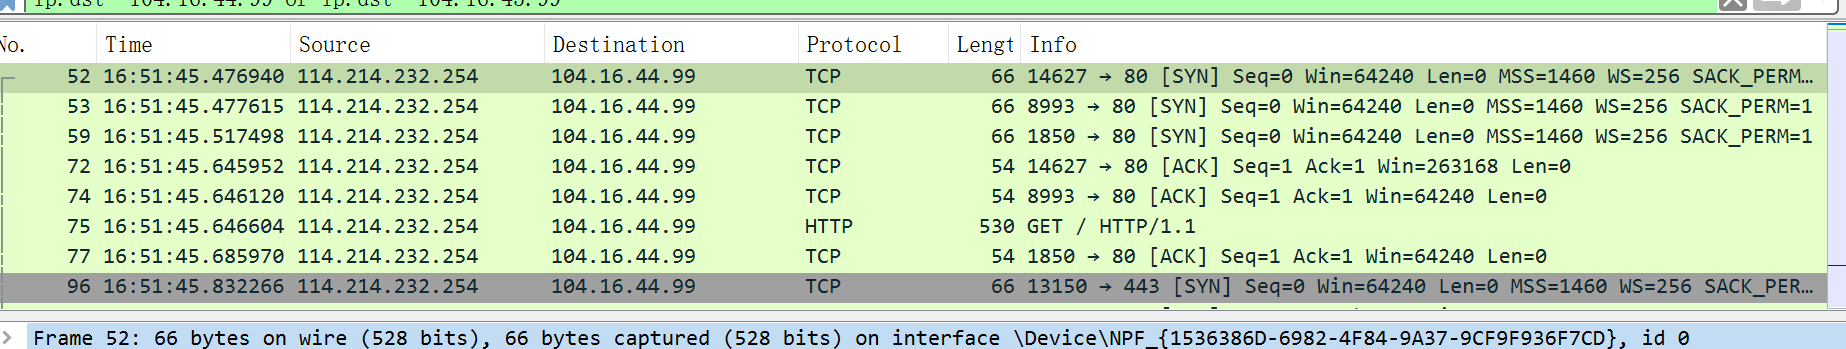 ip.dst 104.16.44.99 or ip.dst 104.16.45.99
No. Time Source Destination Protocol Lengt Info
52 16:51:45.476940 114.214.232.254 104.16.44.99 TCP 66 14627 → 80 [SYN] Seq=0 Win=64240 Len=0 MSS=1460 WS=256 SACK_PERM…
53 16:51:45.477615 114.214.232.254 104.16.44.99 TCP 66 8993 → 80 [SYN] Seq=0 Win=64240 Len=0 MSS=1460 WS=256 SACK_PERM=1
59 16:51:45.517498 114.214.232.254 104.16.44.99 TCP 66 1850 → 80 [SYN] Seq=0 Win=64240 Len=0 MSS=1460 WS=256 SACK_PERM=1
72 16:51:45.645952 114.214.232.254 104.16.44.99 TCP 54 14627 → 80 [ACK] Seq=1 Ack=1 Win=263168 Len=0
74 16:51:45.646120 114.214.232.254 104.16.44.99 TCP 54 8993 → 80 [ACK] Seq=1 Ack=1 Win=64240 Len=0
75 16:51:45.646604 114.214.232.254 104.16.44.99 HTTP 530 GET / HTTP/1.1
77 16:51:45.685970 114.214.232.254 104.16.44.99 TCP 54 1850 → 80 [ACK] Seq=1 Ack=1 Win=64240 Len=0
96 16:51:45.832266 114.214.232.254 104.16.44.99 TCP 66 13150 → 443 [SYN] Seq=0 Win=64240 Len=0 MSS=1460 WS=256 SACK_PER…
Frame 52: 66 bytes on wire (528 bits), 66 bytes captured (528 bits) on interface \Device\NPF_{1536386D-6982-4F84-9A37-9CF9F936F7CD}, id 0